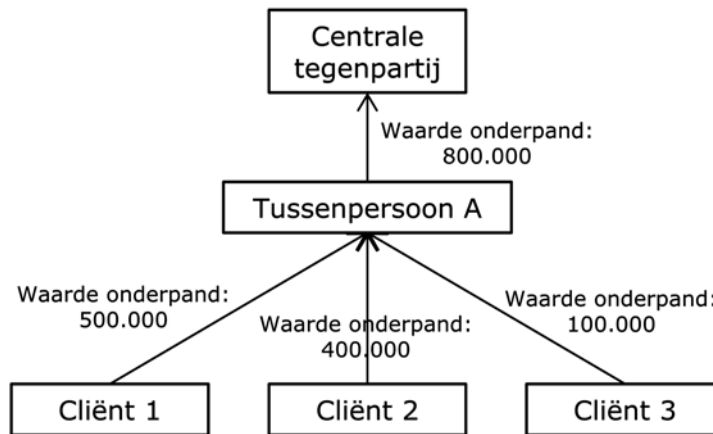 Centrale
tegenpartij
Waarde onderpand:
800.000
Tussenpersoon A
Waarde onderpand:
500.000
Waarde onderpand:
400.000
Waarde onderpand:
100.000
Cliënt 1
Cliënt 2
Cliënt 3